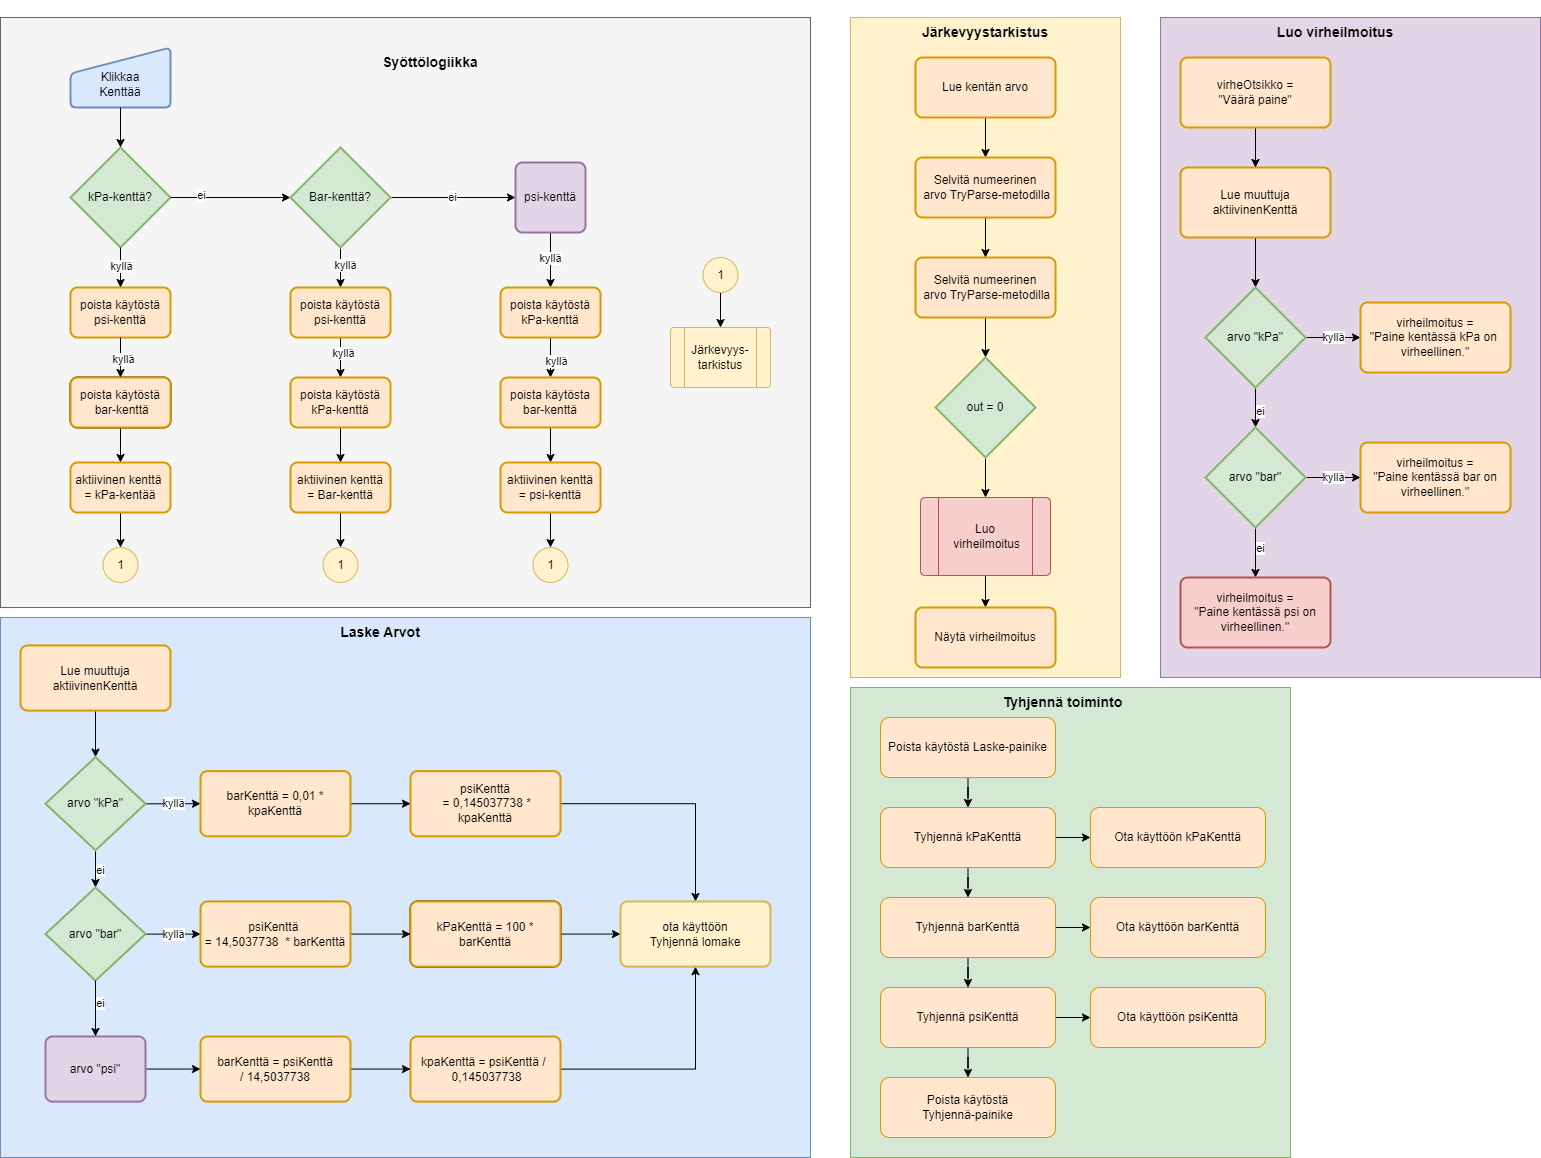 Syöttölogiikka
Klikkaa
Kenttää
kPa-kenttä?
ei
Bar-kenttä?
ei
psi-kenttä
kyllä
kyllä
kyllä
poista käytöstä
psi-kenttä
poista käytöstä
psi-kenttä
poista käytöstä
kPa-kenttä
kyllä
kyllä
kyllä
poista käytöstä
bar-kenttä
poista käytöstä
kPa-kenttä
poista käytösta
bar-kenttä
aktiivinen kenttä
= kPa-kentää
aktiivinen kenttä
= Bar-kenttä
aktiivinen kenttä
= psi-kenttä
1
1
1
1
Järkevyys-
tarkistus
Järkevyystarkistus
Lue kentän arvo
Selvitä numeerinen
arvo TryParse-metodilla
Selvitä numeerinen
arvo TryParse-metodilla
out = 0
Luo
virheilmoitus
Näytä virheilmoitus
Luo virheilmoitus
virheOtsikko =
"Väärä paine"
Lue muuttuja
aktiivinenKenttä
arvo "kPa"
kyllä
virheilmoitus =
"Paine kentässä kPa on
virheellinen."
ei
arvo "bar"
kyllä
virheilmoitus =
"Paine kentässä bar on
virheellinen."
ei
virheilmoitus =
"Paine kentässä psi on
virheellinen."
Laske Arvot
Lue muuttuja
aktiivinenKenttä
arvo "kPa"
kyllä
barKenttä = 0,01 *
kpaKenttä
psiKenttä
= 0,145037738 *
kpaKenttä
ei
arvo "bar"
kyllä
psiKenttä
= 14,5037738 * barKenttä
kPaKenttä = 100 *
barKenttä
ota käyttöön
Tyhjennä lomake
ei
arvo "psi"
barKenttä = psiKenttä
/ 14,5037738
kpaKenttä = psiKenttä /
0,145037738
Tyhjennä toiminto
Poista käytöstä Laske-painike
Tyhjennä kPaKenttä
Ota käyttöön kPaKenttä
Tyhjennä barKenttä
Ota käyttöön barKenttä
Tyhjennä psiKenttä
Ota käyttöön psiKenttä
Poista käytöstä
Tyhjennä-painike